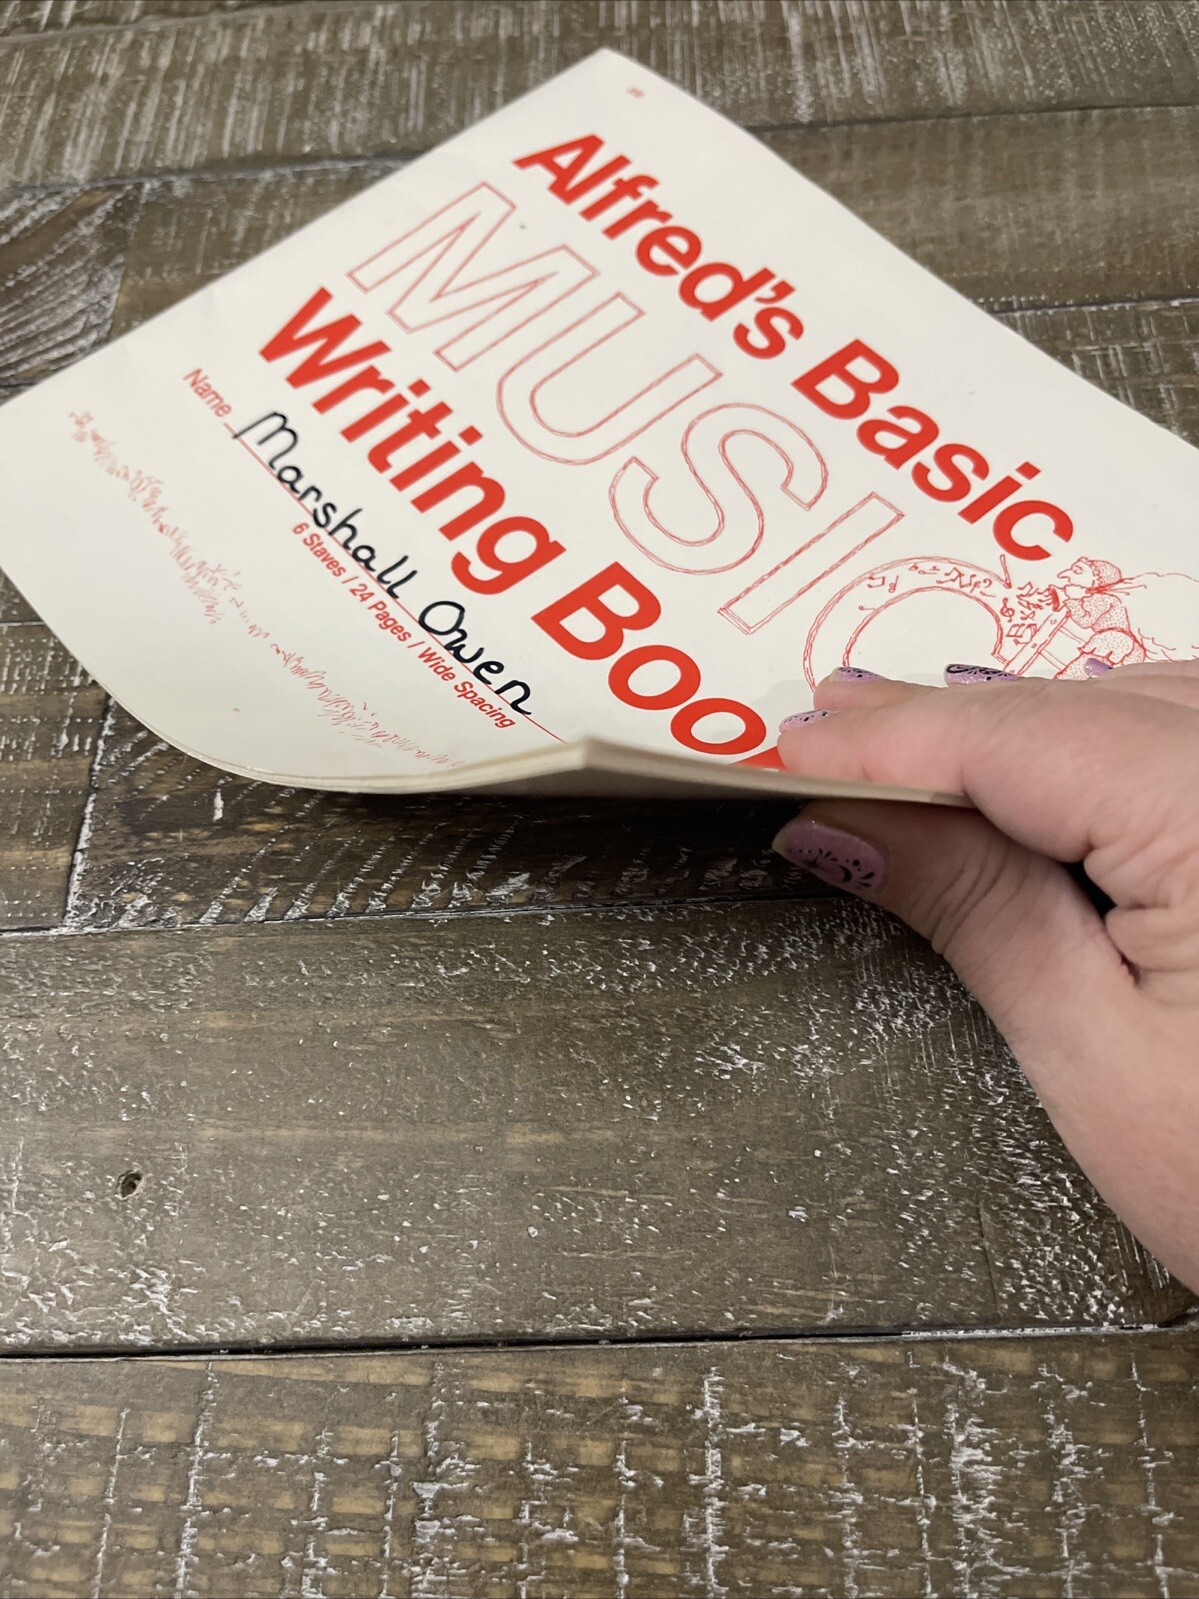 Alfred's Basic
MUSIC
Writing Book
Name Marshall Owen
6 Staves / 24 Pages / Wide Spacing